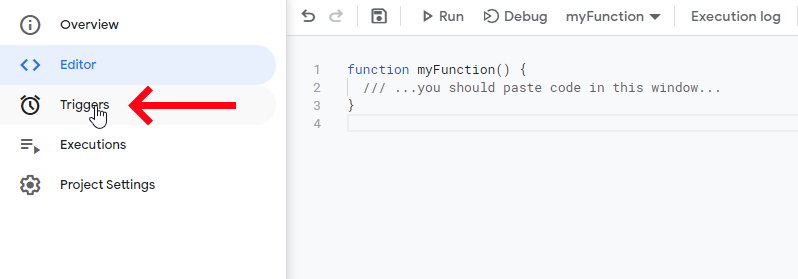 Overview
Editor
Triggers
Executions
Project Settings
Run Debug myFunction Execution log
1 function myFunction() {
2 /// ...you should paste code in this window...
3 }
4